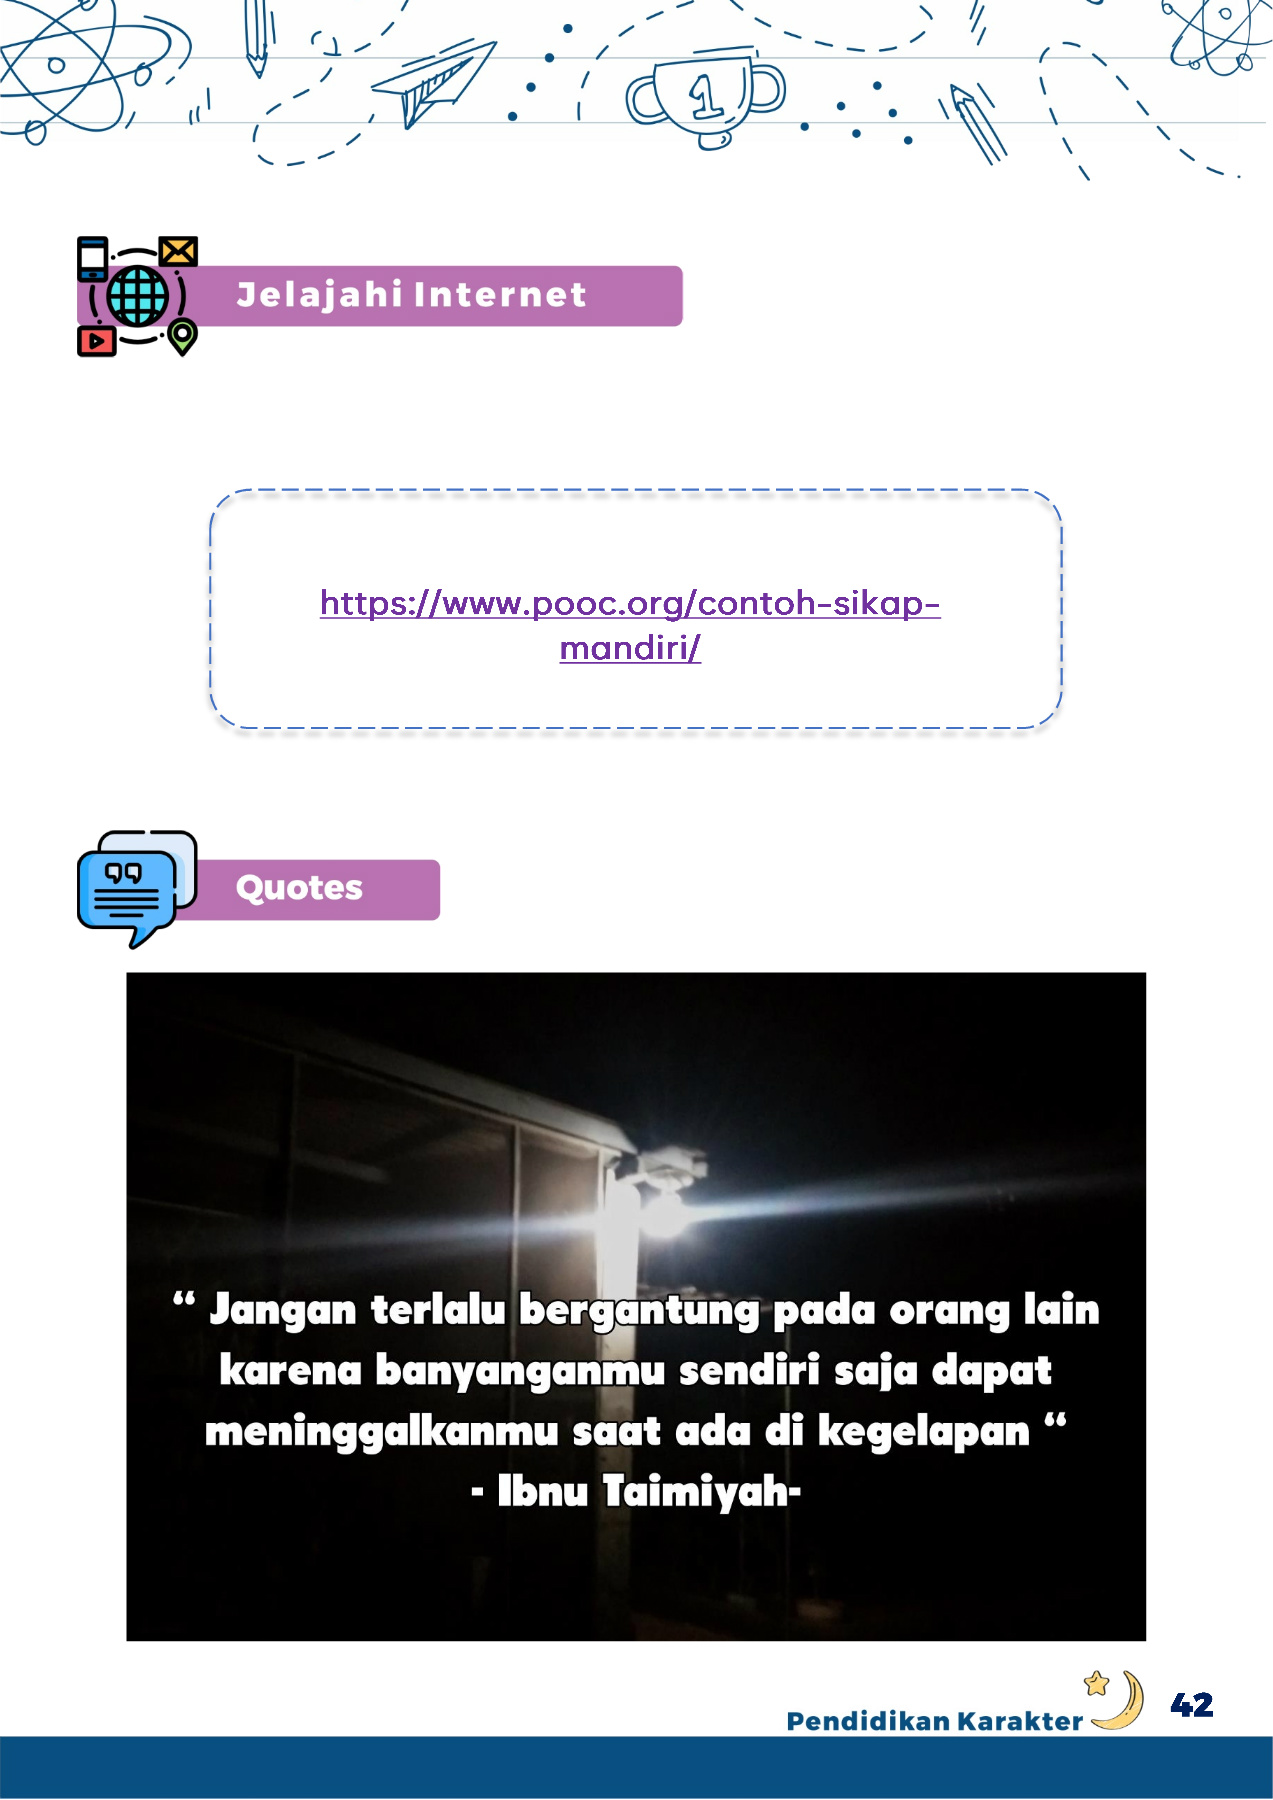 1
Jelajahi Internet
https://www.pooc.org/contoh-sikap-
mandiri/
Quotes
“ Jangan terlalu bergantung pada orang lain
karena banyanganmu sendiri saja dapat
meninggalkanmu saat ada di kegelapan “
- Ibnu Taimiyah-
Pendidikan Karakter
42